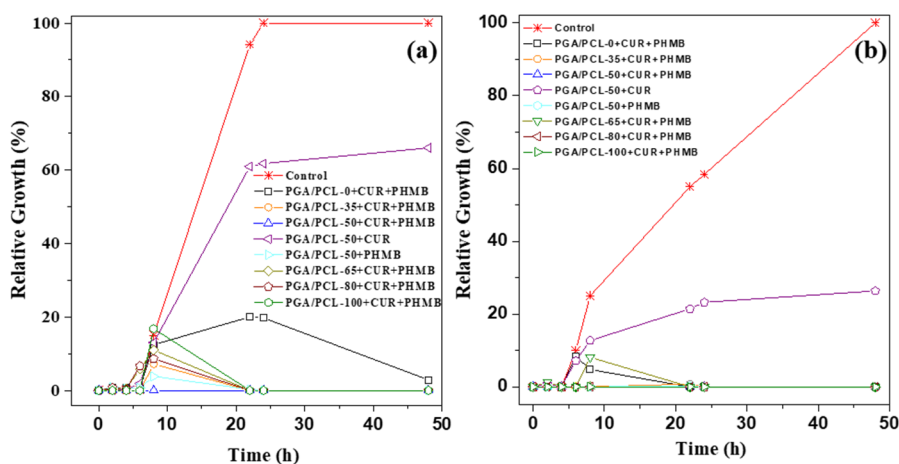 (a)
Relative Growth (%)
100
80
60
40
20
0
Control
PGA/PCL-0+CUR+PHMB
PGA/PCL-35+CUR+PHMB
PGA/PCL-50+CUR+PHMB
PGA/PCL-50+CUR
PGA/PCL-50+PHMB
PGA/PCL-65+CUR+PHMB
PGA/PCL-80+CUR+PHMB
PGA/PCL-100+CUR+PHMB
0 10 20 30 40 50
Time (h)
(b)
Relative Growth (%)
100
80
60
40
20
0
Control
PGA/PCL-0+CUR+PHMB
PGA/PCL-35+CUR+PHMB
PGA/PCL-50+CUR+PHMB
PGA/PCL-50+CUR
PGA/PCL-50+PHMB
PGA/PCL-65+CUR+PHMB
PGA/PCL-80+CUR+PHMB
PGA/PCL-100+CUR+PHMB
0 10 20 30 40 50
Time (h)